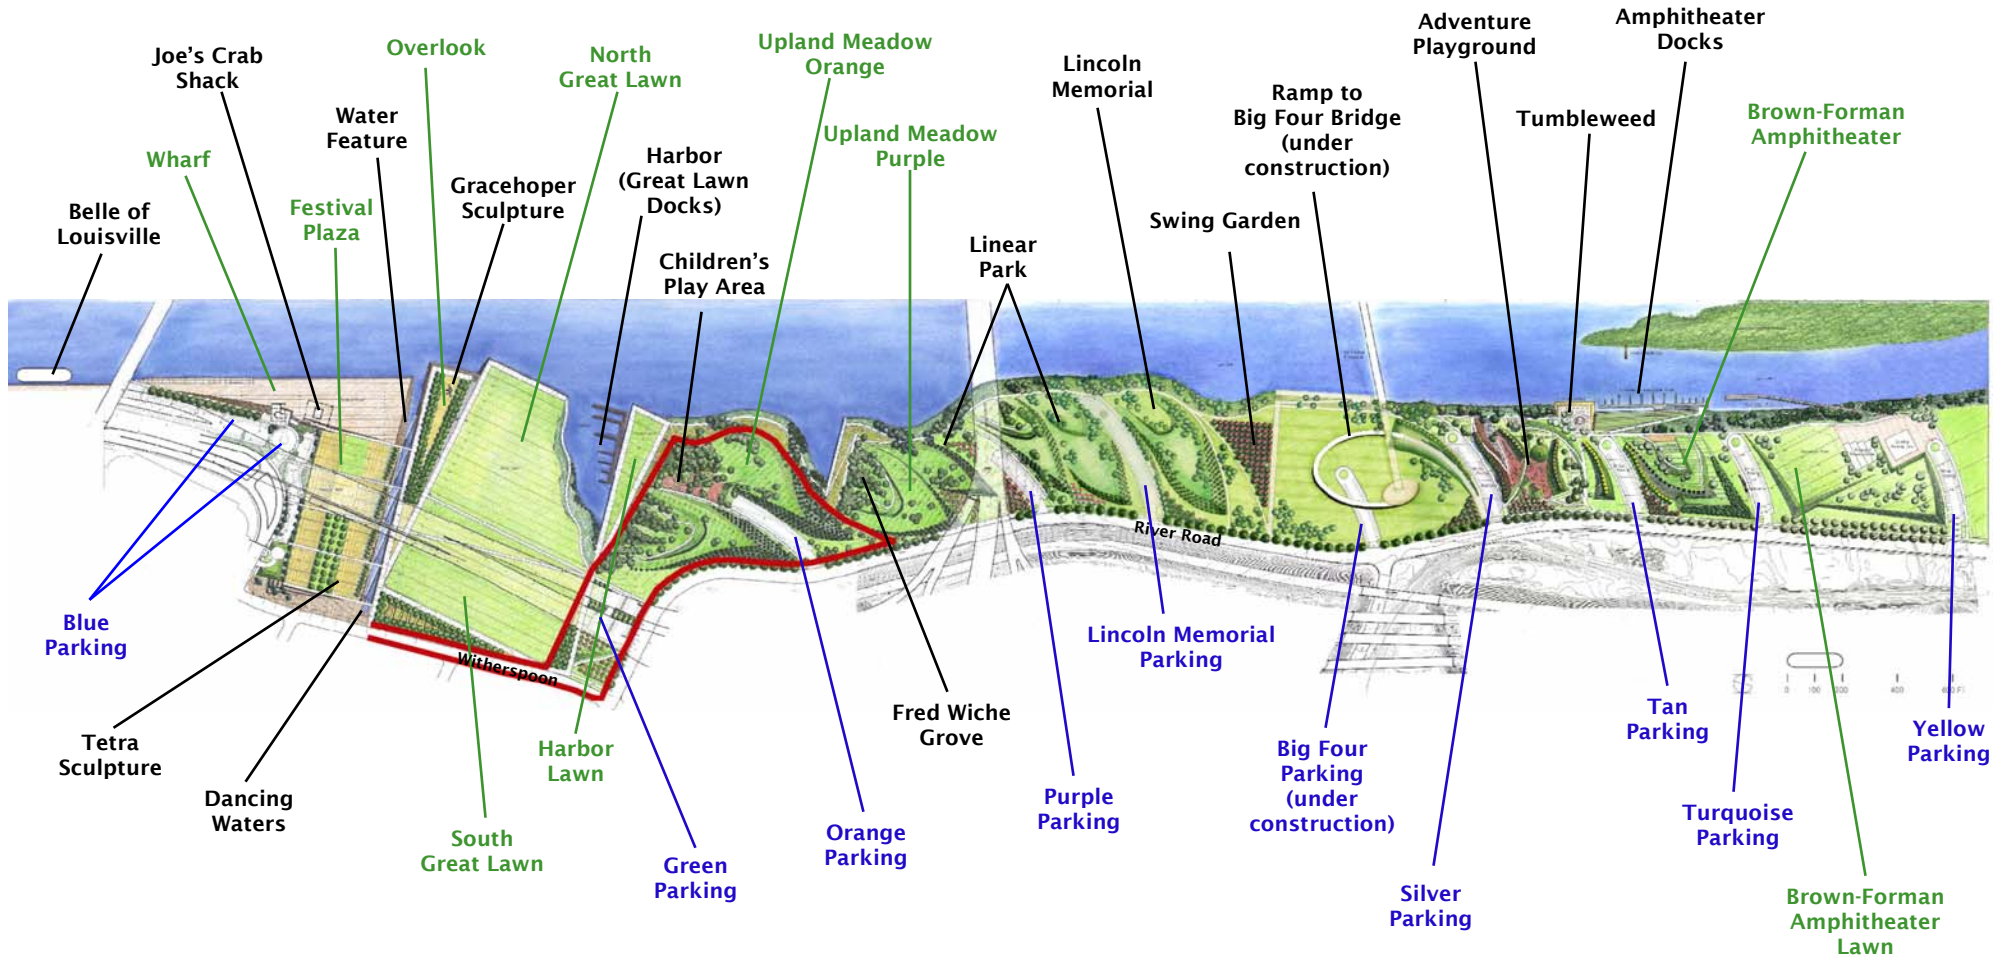 Joe's Crab
Shack
Overlook
North
Great Lawn
Upland Meadow
Orange
Lincoln
Memorial
Ramp to
Big Four Bridge
(under
construction)
Adventure
Playground
Amphitheater
Docks
Tumbleweed
Brown-Forman
Amphitheater
Water
Feature
Upland Meadow
Purple
Wharf
Harbor
(Great Lawn
Docks)
Gracehoper
Sculpture
Belle of
Louisville
Festival
Plaza
Children's
Play Area
Linear
Park
Swing Garden
River Road
Witherspoon
Blue
Parking
Tetra
Sculpture
Dancing
Waters
South
Great Lawn
Harbor
Lawn
Green
Parking
Orange
Parking
Fred Wiche
Grove
Purple
Parking
Lincoln Memorial
Parking
Big Four
Parking
(under
construction)
Silver
Parking
Tan
Parking
Turquoise
Parking
Yellow
Parking
Brown-Forman
Amphitheater
Lawn
0 100 200 400